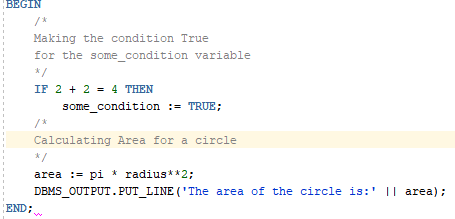 BEGIN
/*
Making the condition True
for the some_condition variable
*/
IF 2 + 2 = 4 THEN
some_condition := TRUE;
/*
Calculating Area for a circle
*/
area := pi * radius**2;
DBMS_OUTPUT.PUT_LINE('The area of the circle is:' || area);
END;